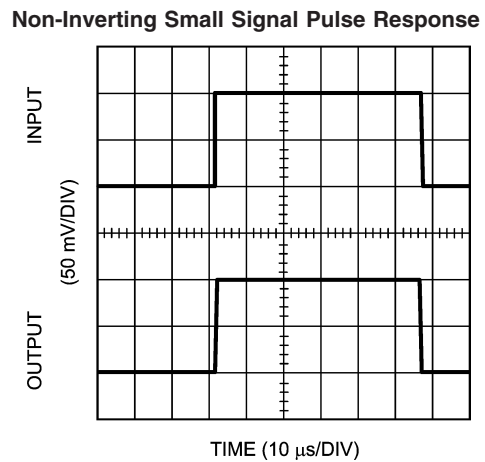 Non-Inverting Small Signal Pulse Response
INPUT
(50 mV/DIV)
OUTPUT
TIME (10 μs/DIV)